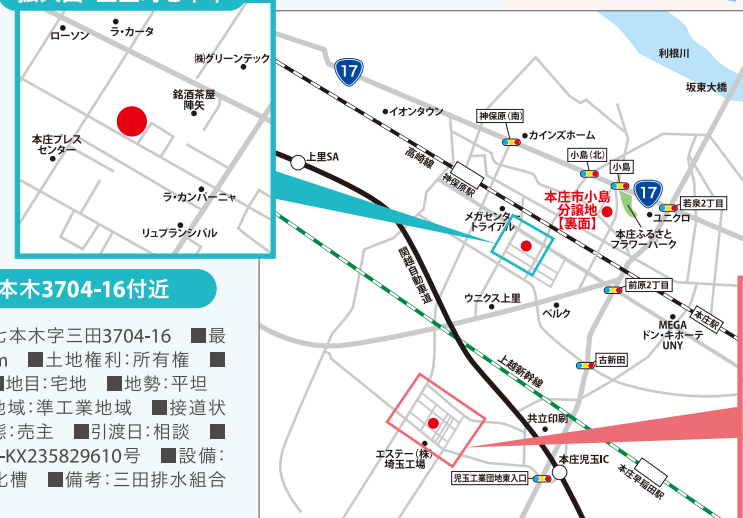 ローソン
ラ・カータ
㈱グリーンテック
銘酒茶屋
陣矢
本庄プレス
センター
ラ・カンパーニャ
リュプランシパル
17
利根川
坂東大橋
イオンタウン
神保原(南)
カインズホーム
小島(北)
小島
17
若泉2丁目
ユニクロ
高崎線
神保原駅
上里SA
メガセンター
トライアル
本庄市小島
分譲地
【裏面】
本庄ふるさと
フラワーパーク
関越自動車道
ウニクス上里
ベルク
前原2丁目
本庄駅
MEGA
ドン・キホーテ
UNY
古新田
上越新幹線
共立印刷
エステー(株)
埼玉工場
本庄児玉IC
児玉工業団地東入口
本庄早稲田駅
本木3704-16付近
七本木字三田3704-16 ■最
m ■土地権利:所有権 ■
■地目:宅地 ■地勢:平坦
地域:準工業地域 ■接道状
態:売主 ■引渡日:相談 ■
-KX235829610号 ■設備:
化槽 ■備考:三田排水組合